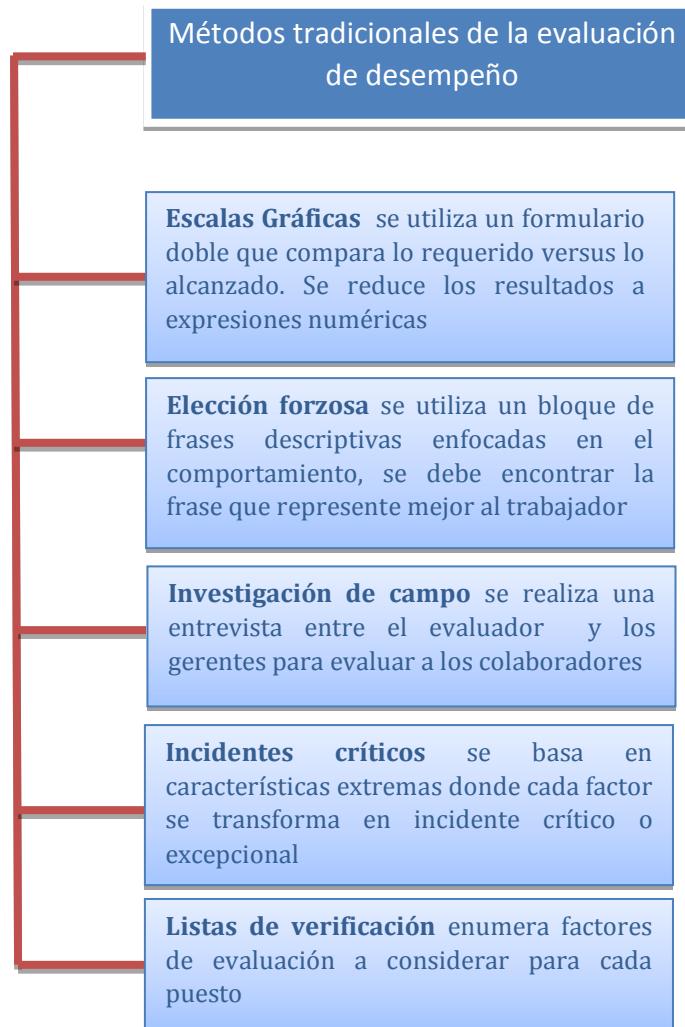 Métodos tradicionales de la evaluación
de desempeño
Escalas Gráficas se utiliza un formulario
doble que compara lo requerido versus lo
alcanzado. Se reduce los resultados a
expresiones numéricas
Elección forzosa se utiliza un bloque de
frases descriptivas enfocadas en el
comportamiento, se debe encontrar la
frase que represente mejor al trabajador
Investigación de campo se realiza una
entrevista entre el evaluador y los
gerentes para evaluar a los colaboradores
Incidentes críticos se basa en
características extremas donde cada factor
se transforma en incidente crítico o
excepcional
Listas de verificación enumera factores
de evaluación a considerar para cada
puesto